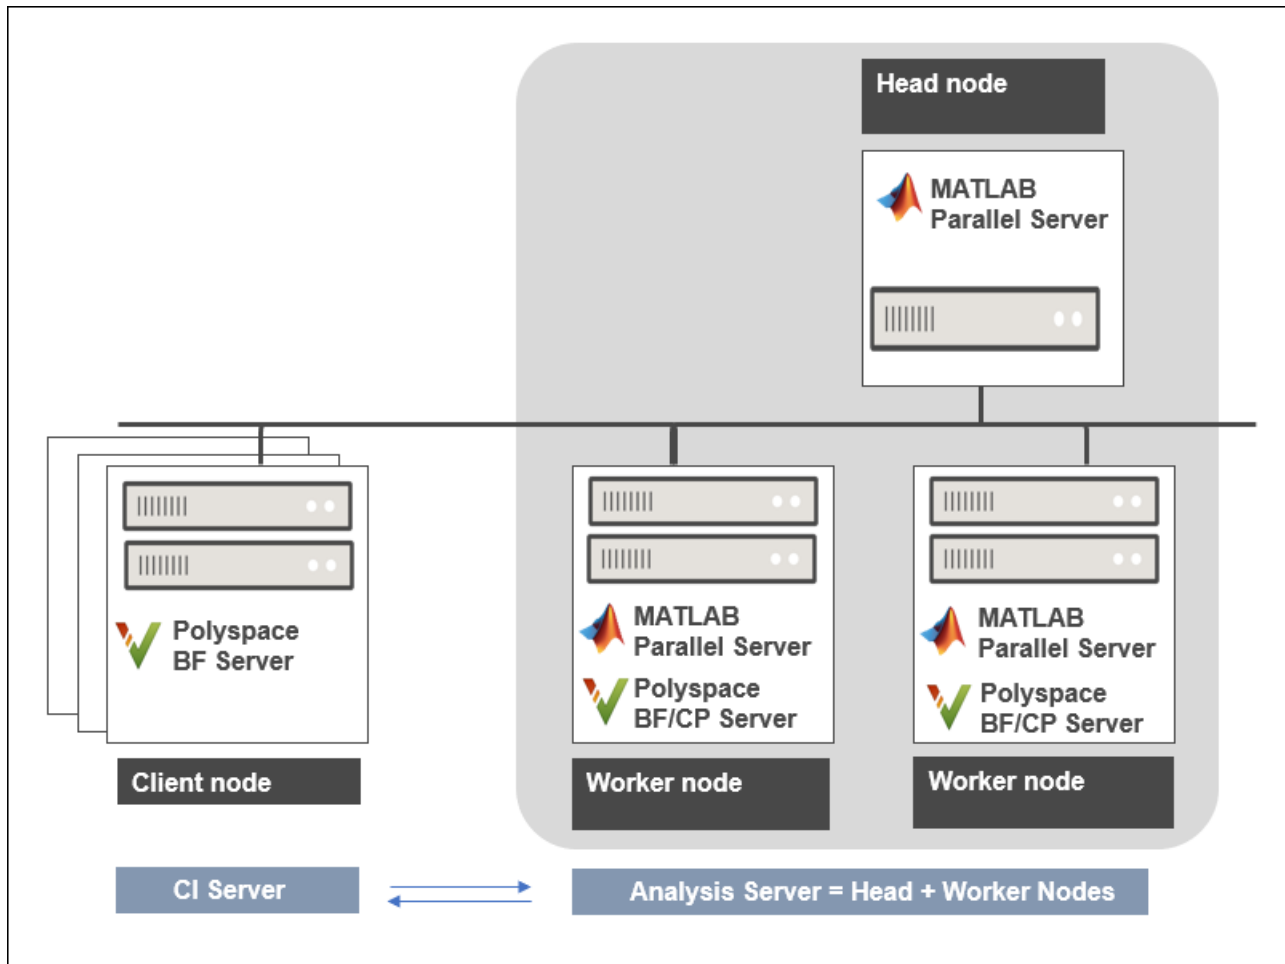 Head node
MATLAB
Parallel Server
Polyspace
BF Server
MATLAB
Parallel Server
Polyspace
BF/CP Server
MATLAB
Parallel Server
Polyspace
BF/CP Server
Client node
Worker node
Worker node
CI Server
Analysis Server = Head + Worker Nodes